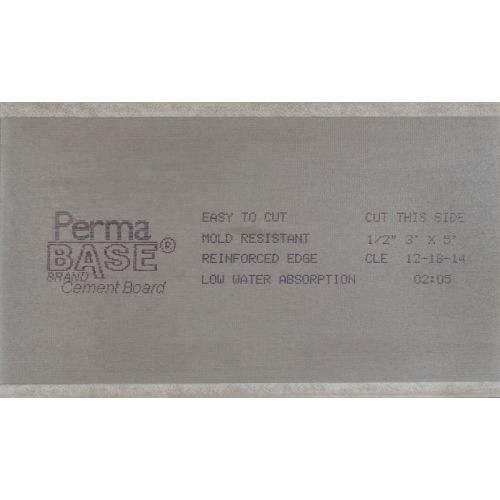 Perma
BASE®
BRAND
Cement Board
EASY TO CUT
MOLD RESISTANT
REINFORCED EDGE
LOW WATER ABSORPTION
CUT THIS SIDE
1/2" 3' X 5'
CLE 12-18-14
02:05